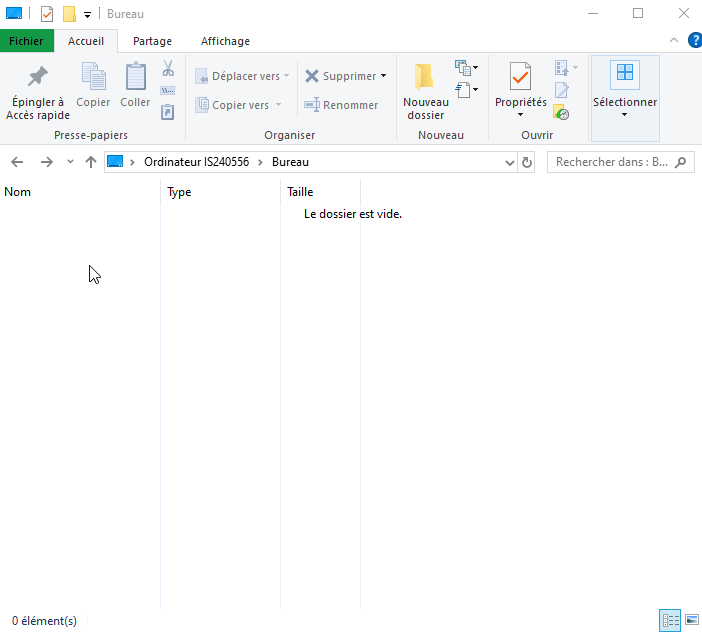 Bureau
Fichier Accueil Partage Affichage
?
Épingler à Accès rapide
Copier
Coller
Presse-papiers
Déplacer vers
Copier vers
Supprimer
Renommer
Organiser
Nouveau dossier
Nouveau
Propriétés
Ouvrir
Sélectionner
Ordinateur IS240556 > Bureau
Rechercher dans : B...
Nom Type Taille
Le dossier est vide.
0 élément(s)